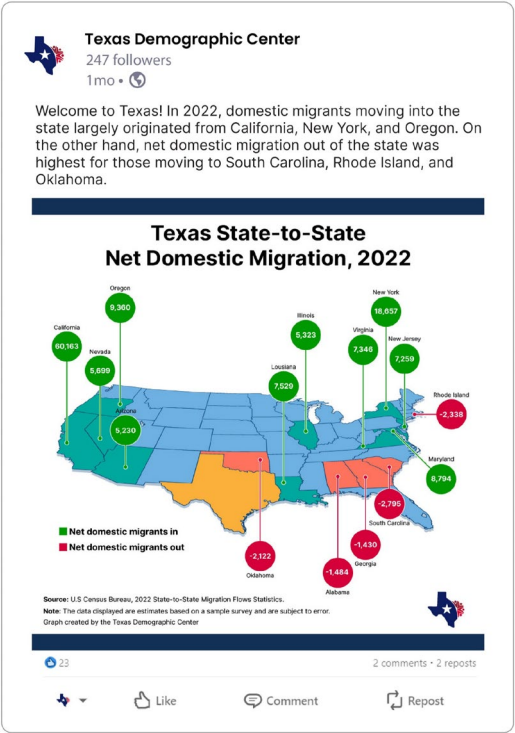 Texas Demographic Center
247 followers
1mo •
Welcome to Texas! In 2022, domestic migrants moving into the
state largely originated from California, New York, and Oregon. On
the other hand, net domestic migration out of the state was
highest for those moving to South Carolina, Rhode Island, and
Oklahoma.
Texas State-to-State
Net Domestic Migration, 2022
Oregon
9,360
New York
18,657
California
60,163
Illinois
5,323
Virginia
7,346
New Jersey
7,259
Nevada
5,699
Lousiana
7,529
Rhode Island
-2,338
Arizona
5,230
Maryland
8,794
-2,795
South Carolina
Net domestic migrants in
Net domestic migrants out
-2,122
Oklahoma
-1,430
Georgia
-1,484
Alabama
Source: U.S Census Bureau, 2022 State-to-State Migration Flows Statistics.
Note: The data displayed are estimates based on a sample survey and are subject to error.
Graph created by the Texas Demographic Center
23
2 comments • 2 reposts
Like
Comment
Repost